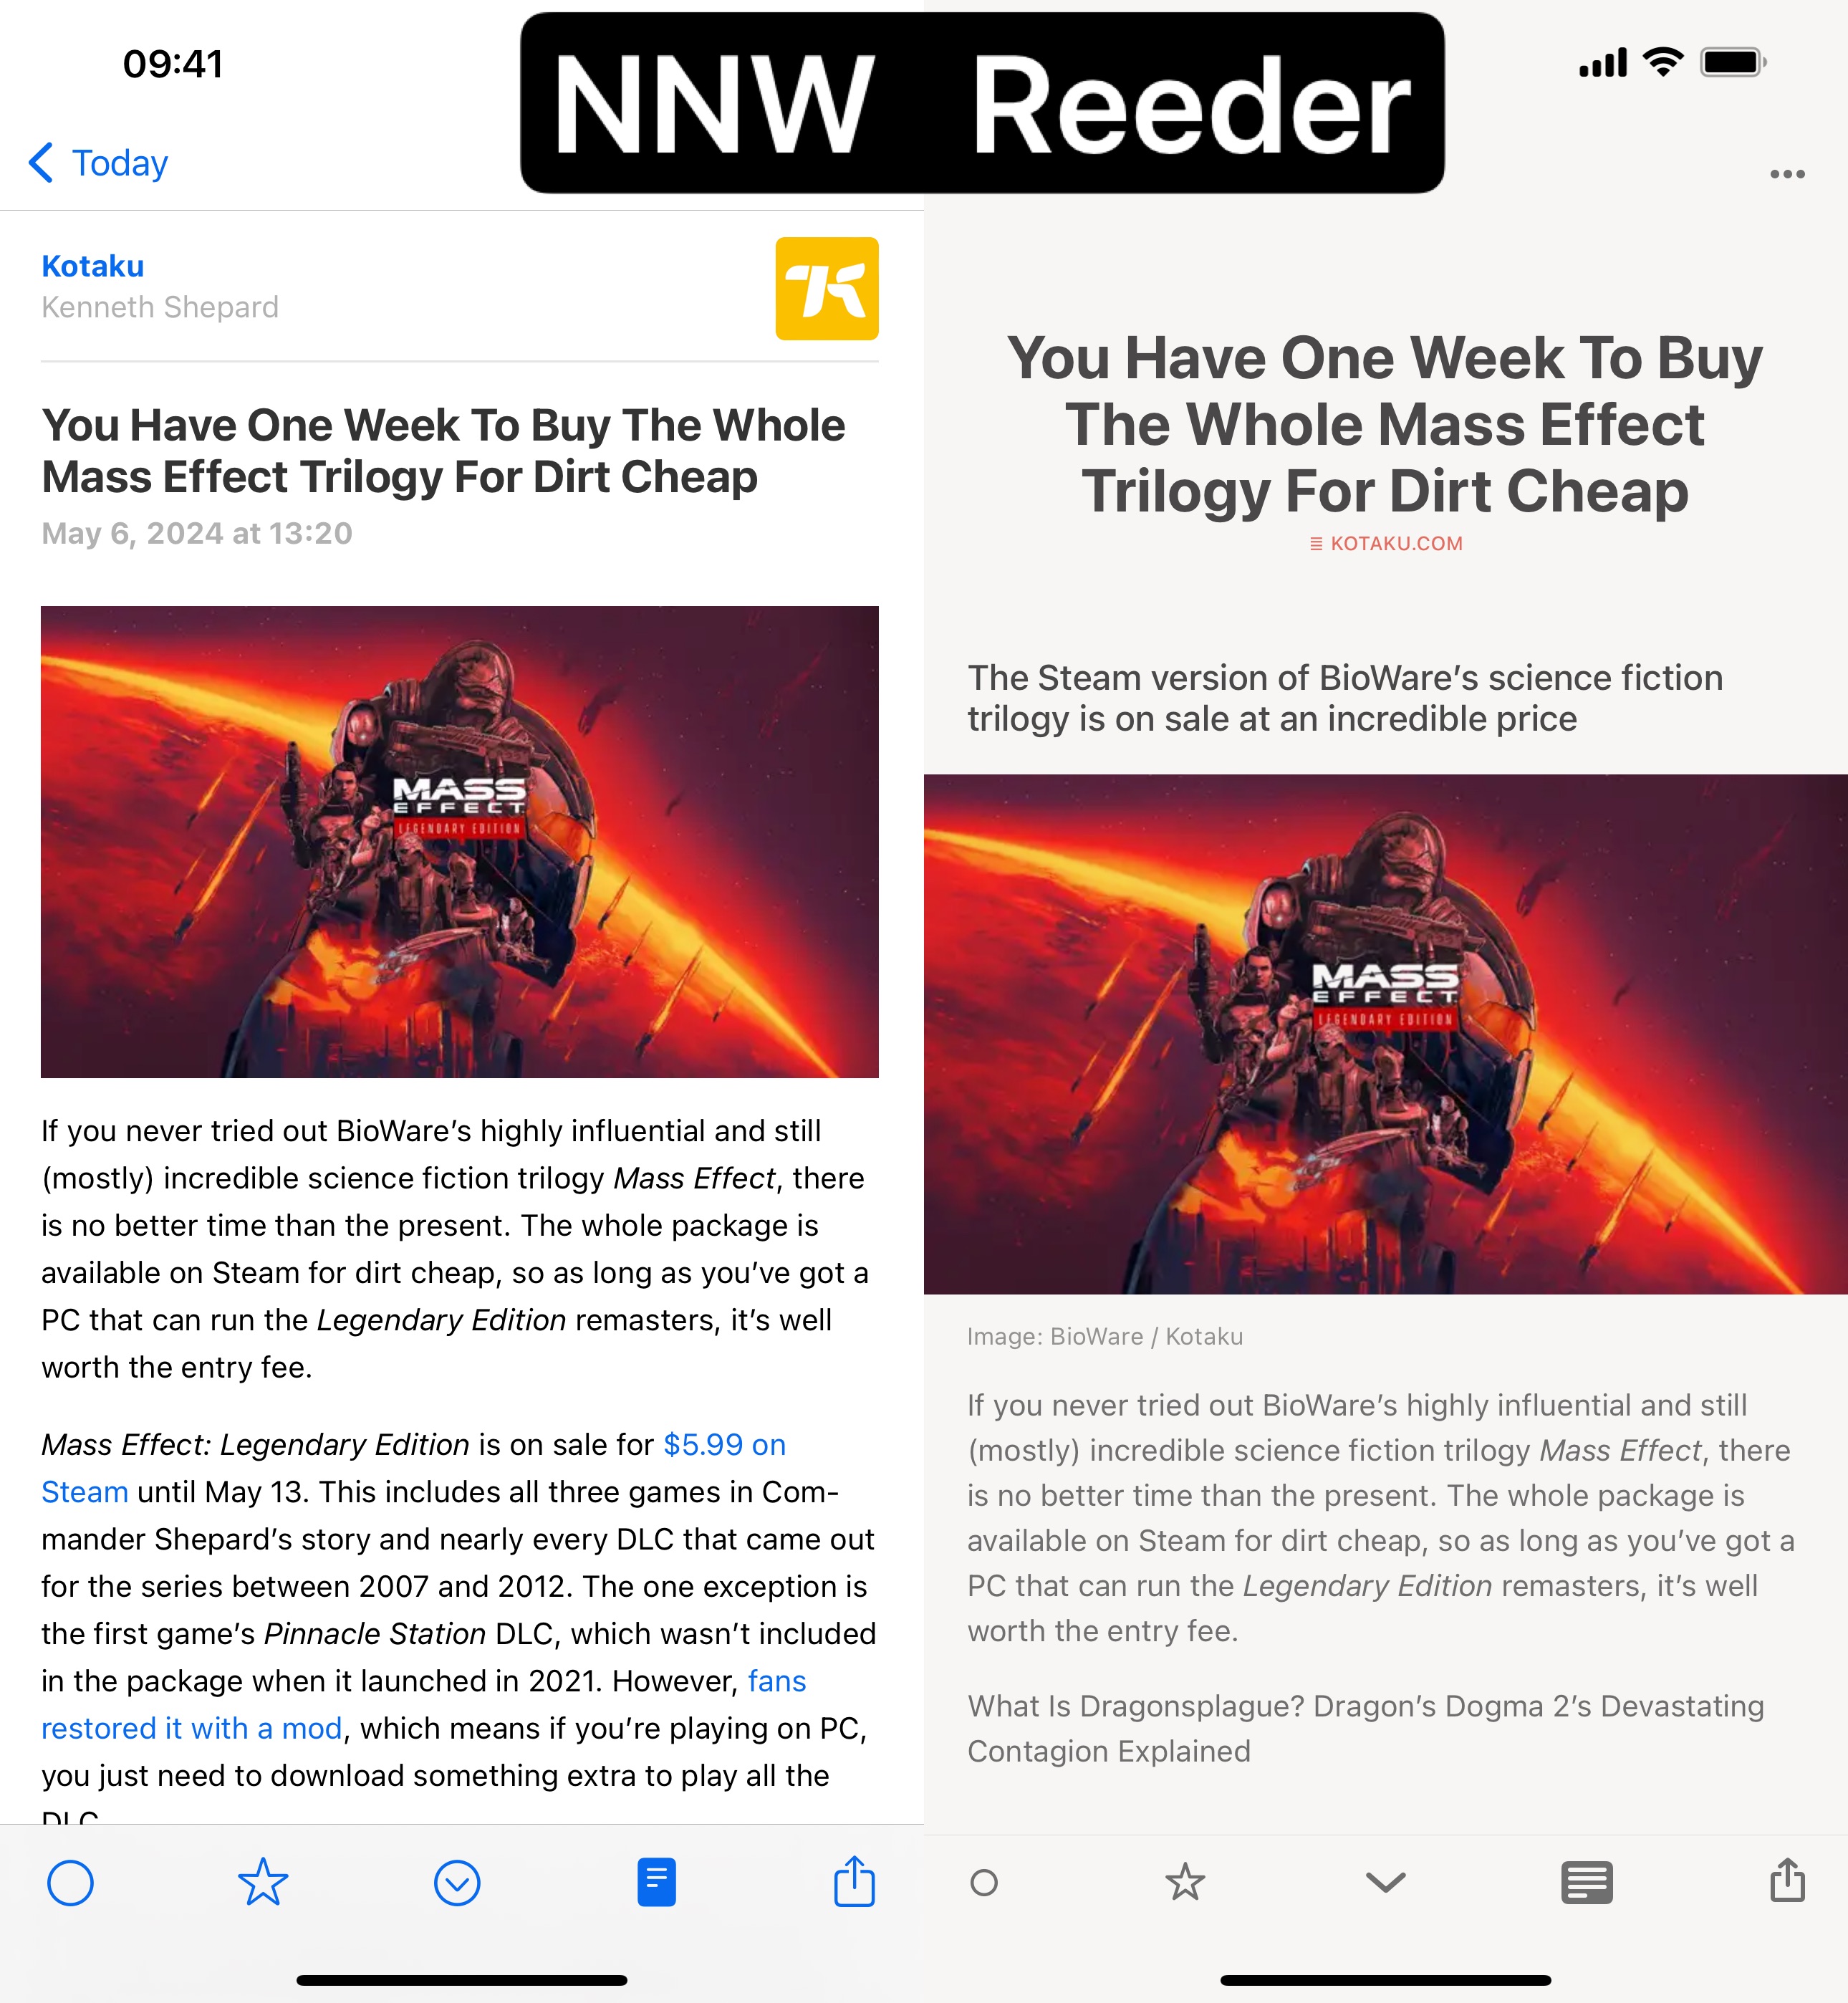 NNW Reeder
09:41
Today
Kotaku
Kenneth Shepard
You Have One Week To Buy The Whole
Mass Effect Trilogy For Dirt Cheap
May 6, 2024 at 13:20
MASS
EFFECT
LEGENDARY EDITION
If you never tried out BioWare’s highly influential and still
(mostly) incredible science fiction trilogy Mass Effect, there
is no better time than the present. The whole package is
available on Steam for dirt cheap, so as long as you’ve got a
PC that can run the Legendary Edition remasters, it’s well
worth the entry fee.
Mass Effect: Legendary Edition is on sale for $5.99 on
Steam until May 13. This includes all three games in Com-
mander Shepard’s story and nearly every DLC that came out
for the series between 2007 and 2012. The one exception is
the first game’s Pinnacle Station DLC, which wasn’t included
in the package when it launched in 2021. However, fans
restored it with a mod, which means if you’re playing on PC,
you just need to download something extra to play all the
DLC
You Have One Week To Buy
The Whole Mass Effect
Trilogy For Dirt Cheap
KOTAKU.COM
The Steam version of BioWare’s science fiction
trilogy is on sale at an incredible price
MASS
EFFECT
LEGENDARY EDITION
Image: BioWare / Kotaku
If you never tried out BioWare’s highly influential and still
(mostly) incredible science fiction trilogy Mass Effect, there
is no better time than the present. The whole package is
available on Steam for dirt cheap, so as long as you’ve got a
PC that can run the Legendary Edition remasters, it’s well
worth the entry fee.
What Is Dragonsplague? Dragon’s Dogma 2’s Devastating
Contagion Explained